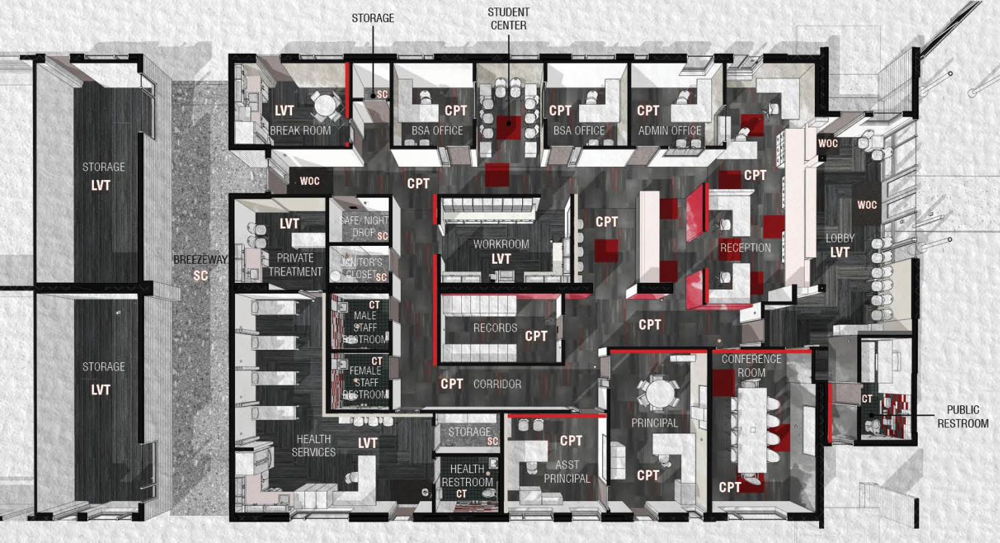 STORAGE
STUDENT
CENTER
SC
LVT
BREAK ROOM
CPT
BSA OFFICE
CPT
BSA OFFICE
CPT
ADMIN OFFICE
WOC
STORAGE
LVT
WOC
CPT
CPT
WOC
LVT
SAFE/ NIGHT
DROP
SC
CPT
WORKROOM
LVT
RECEPTION
LOBBY
LVT
BREEZEWAY
SC
PRIVATE
TREATMENT
JANITOR'S
CLOSET
SC
CT
MALE
STAFF
RESTROOM
RECORDS
CPT
CPT
STORAGE
LVT
CT
FEMALE
STAFF
RESTROOM
CPT
CORRIDOR
CONFERENCE
ROOM
CT
PUBLIC
RESTROOM
HEALTH
SERVICES
LVT
STORAGE
SC
CPT
ASST
PRINCIPAL
PRINCIPAL
CPT
HEALTH
RESTROOM
CT
CPT